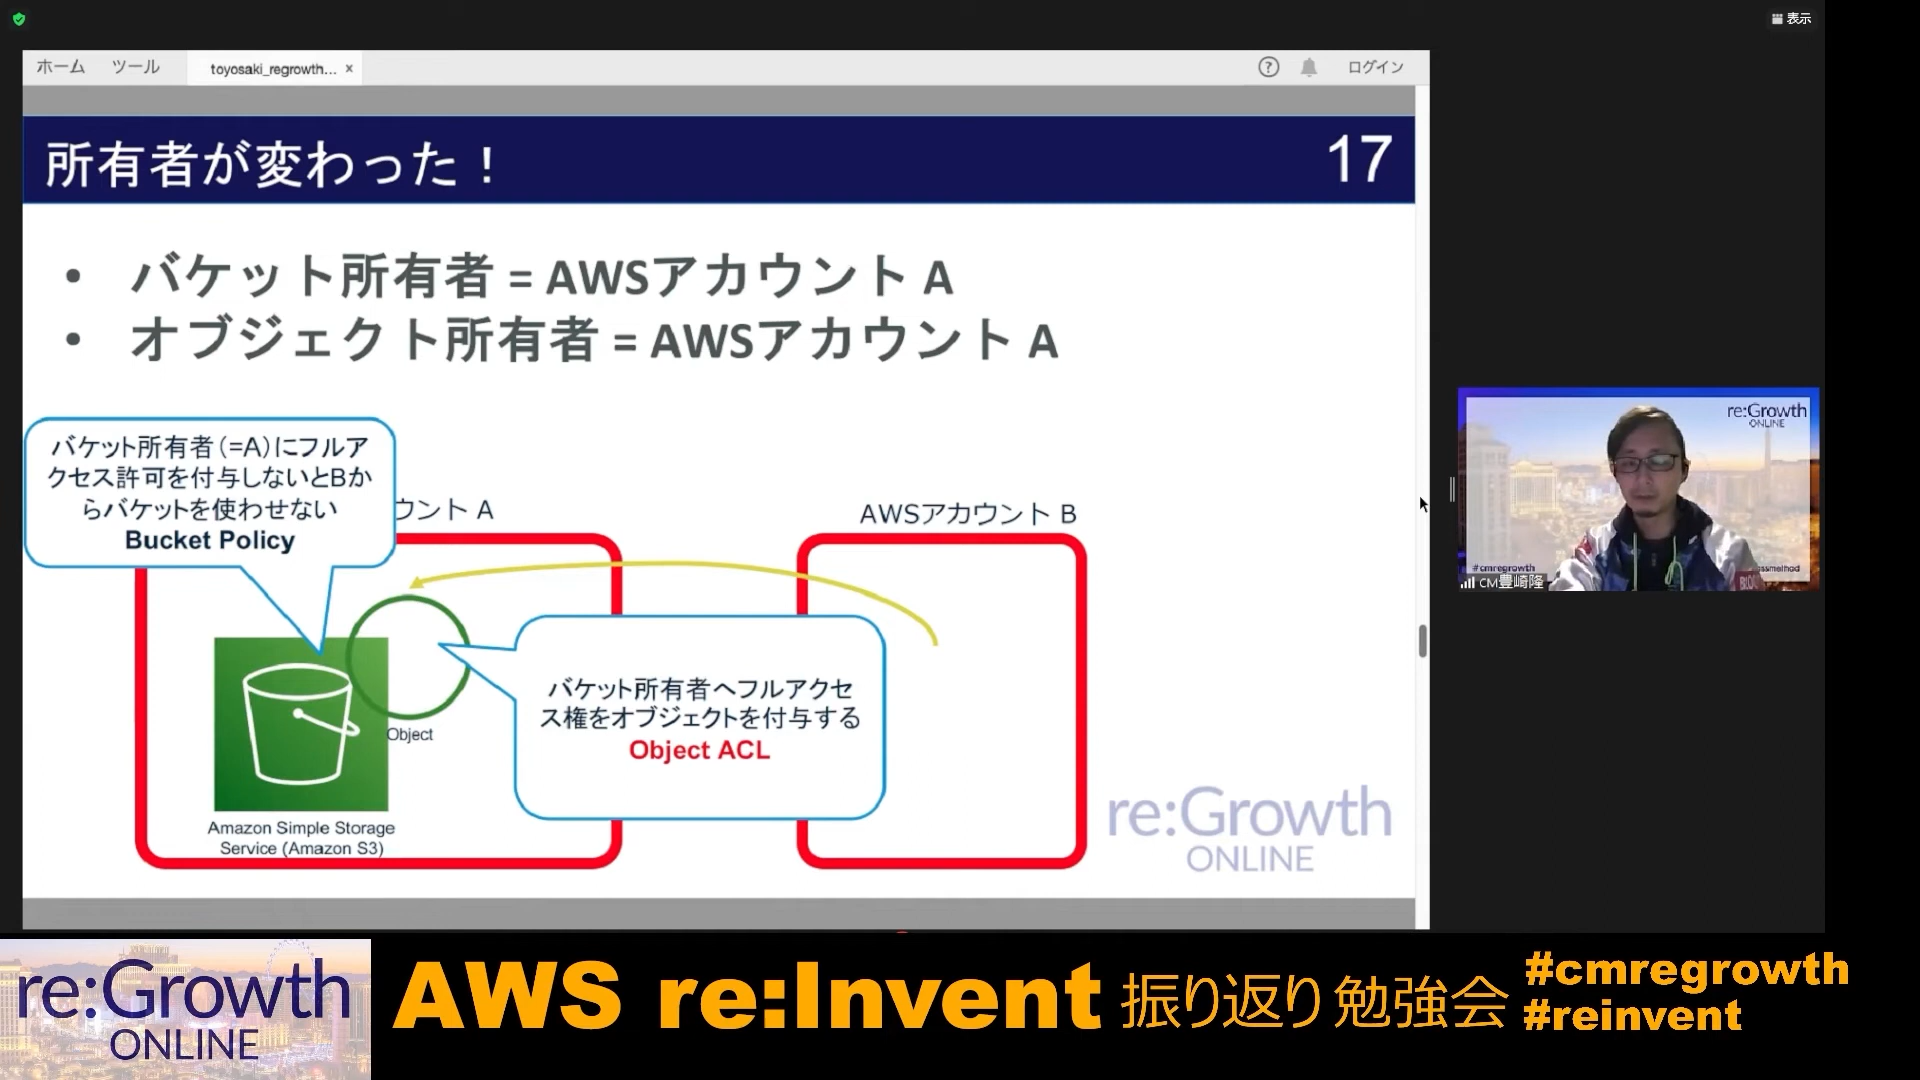 表示
ホーム ツール toyosaki_regrowth... × ? ログイン
所有者が変わった！ 17
• バケット所有者 = AWSアカウント A
• オブジェクト所有者 = AWSアカウント A
バケット所有者（=A）にフルア
クセス許可を付与しないとBか
らバケットを使わせない
Bucket Policy
ウント A
AWSアカウント B
バケット所有者へフルアクセ
ス権をオブジェクトを付与する
Object ACL
Object
Amazon Simple Storage
Service (Amazon S3)
re:Growth
ONLINE
re:Growth
ONLINE
#cmregrowth
CM豊崎隆
re:Growth
ONLINE
AWS re:Invent 振り返り勉強会
#cmregrowth
#reinvent